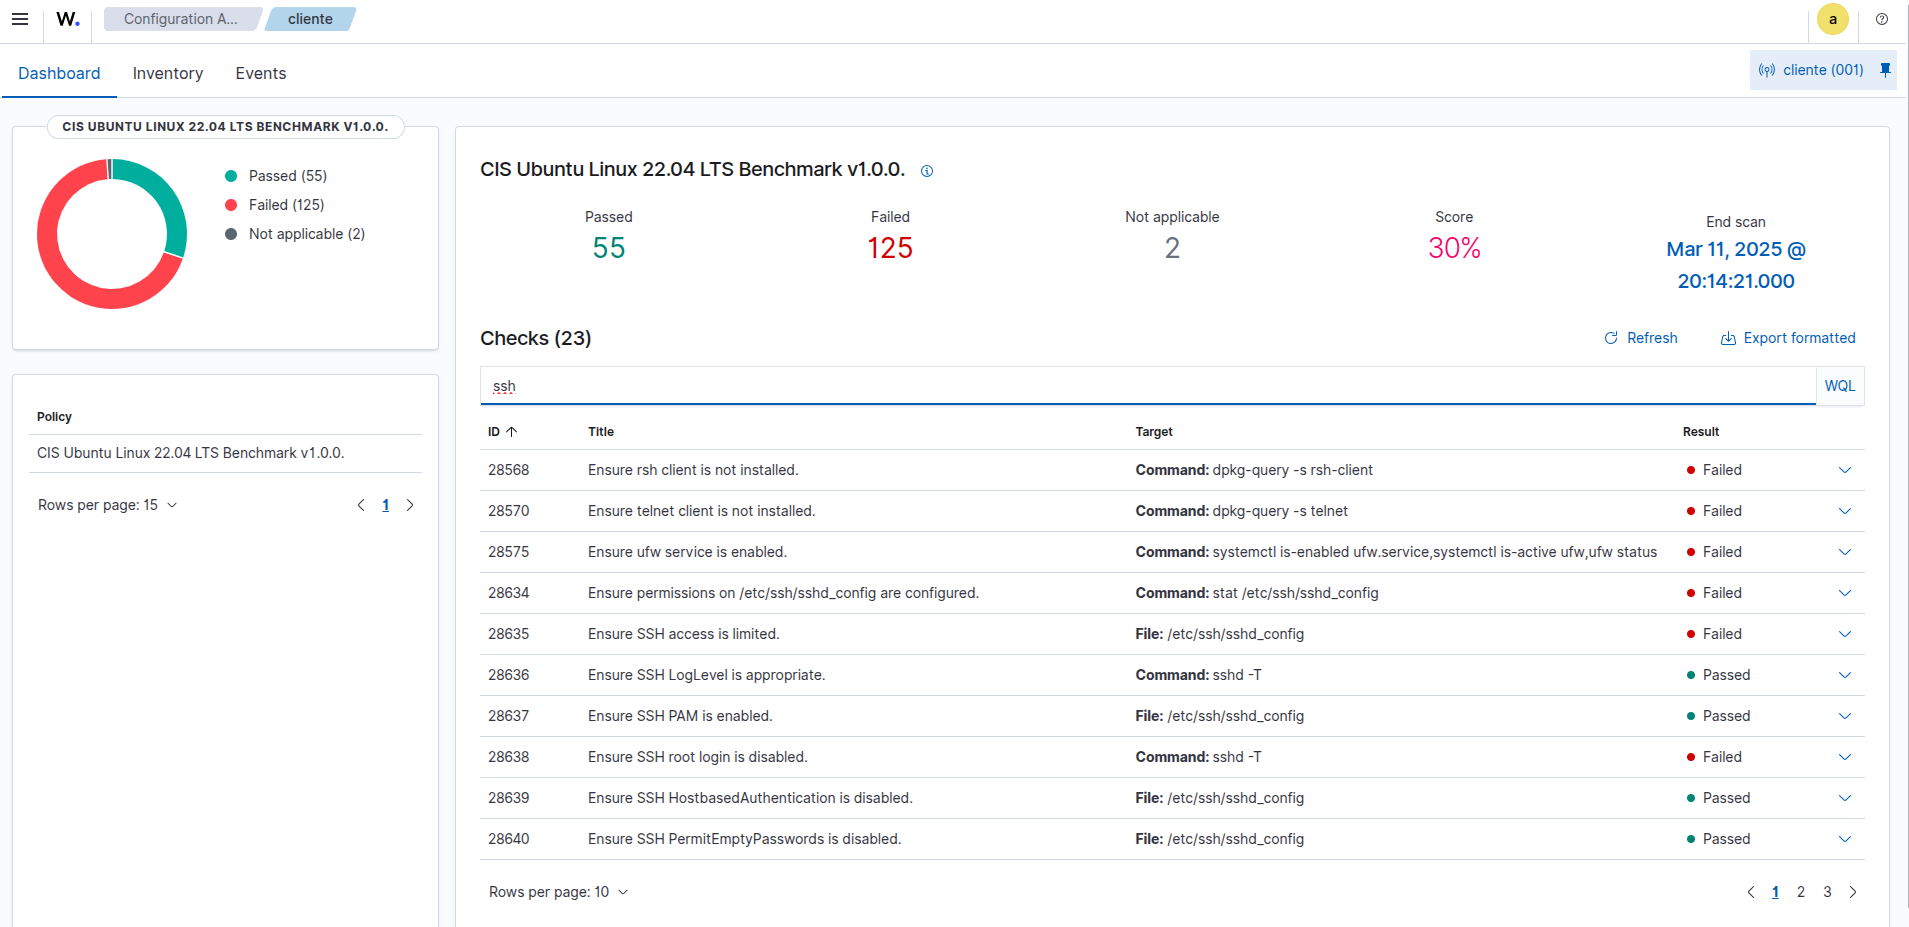 W.
Configuration A...
cliente
a
Dashboard
Inventory
Events
cliente (001)
CIS UBUNTU LINUX 22.04 LTS BENCHMARK V1.0.0.
Passed (55)
Failed (125)
Not applicable (2)
Policy
CIS Ubuntu Linux 22.04 LTS Benchmark v1.0.0.
Rows per page: 15
1
CIS Ubuntu Linux 22.04 LTS Benchmark v1.0.0.
Passed
55
Failed
125
Not applicable
2
Score
30%
End scan
Mar 11, 2025 @
20:14:21.000
Checks (23)
Refresh
Export formatted
ssh
WQL
ID Title Target Result
28568 Ensure rsh client is not installed. Command: dpkg-query -s rsh-client Failed
28570 Ensure telnet client is not installed. Command: dpkg-query -s telnet Failed
28575 Ensure ufw service is enabled. Command: systemctl is-enabled ufw.service,systemctl is-active ufw,ufw status Failed
28634 Ensure permissions on /etc/ssh/sshd_config are configured. Command: stat /etc/ssh/sshd_config Failed
28635 Ensure SSH access is limited. File: /etc/ssh/sshd_config Failed
28636 Ensure SSH LogLevel is appropriate. Command: sshd -T Passed
28637 Ensure SSH PAM is enabled. File: /etc/ssh/sshd_config Passed
28638 Ensure SSH root login is disabled. Command: sshd -T Failed
28639 Ensure SSH HostbasedAuthentication is disabled. File: /etc/ssh/sshd_config Passed
28640 Ensure SSH PermitEmptyPasswords is disabled. File: /etc/ssh/sshd_config Passed
Rows per page: 10
1 2 3